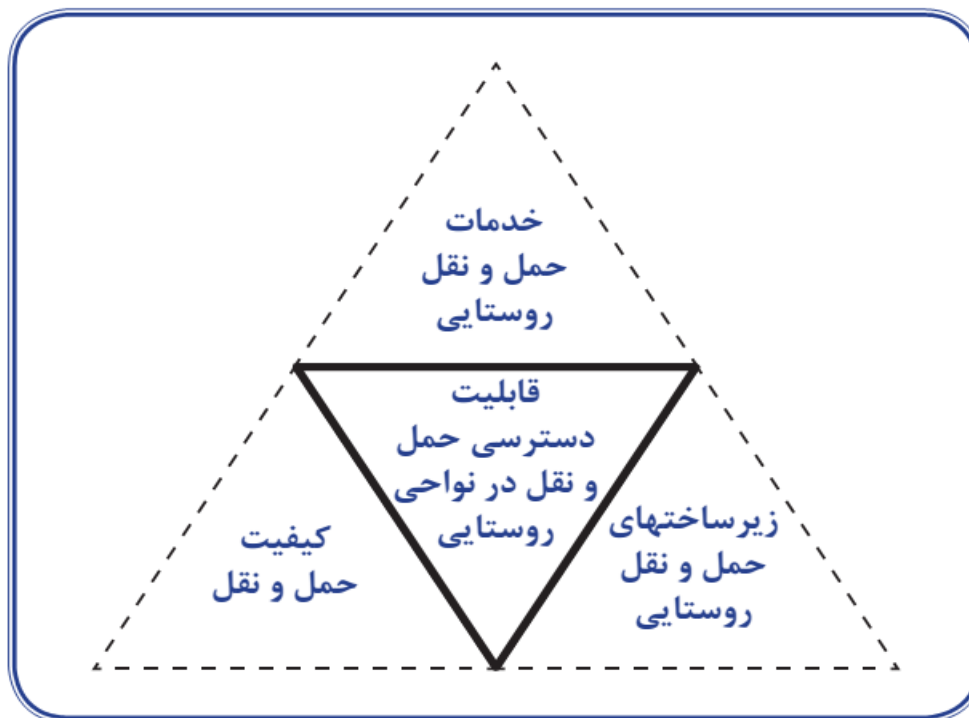 خدمات
حمل و نقل
روستایی
قابلیت
دسترسی حمل
و نقل در نواحی
روستایی
زیرساختهای
حمل و نقل
روستایی
کیفیت
حمل و نقل